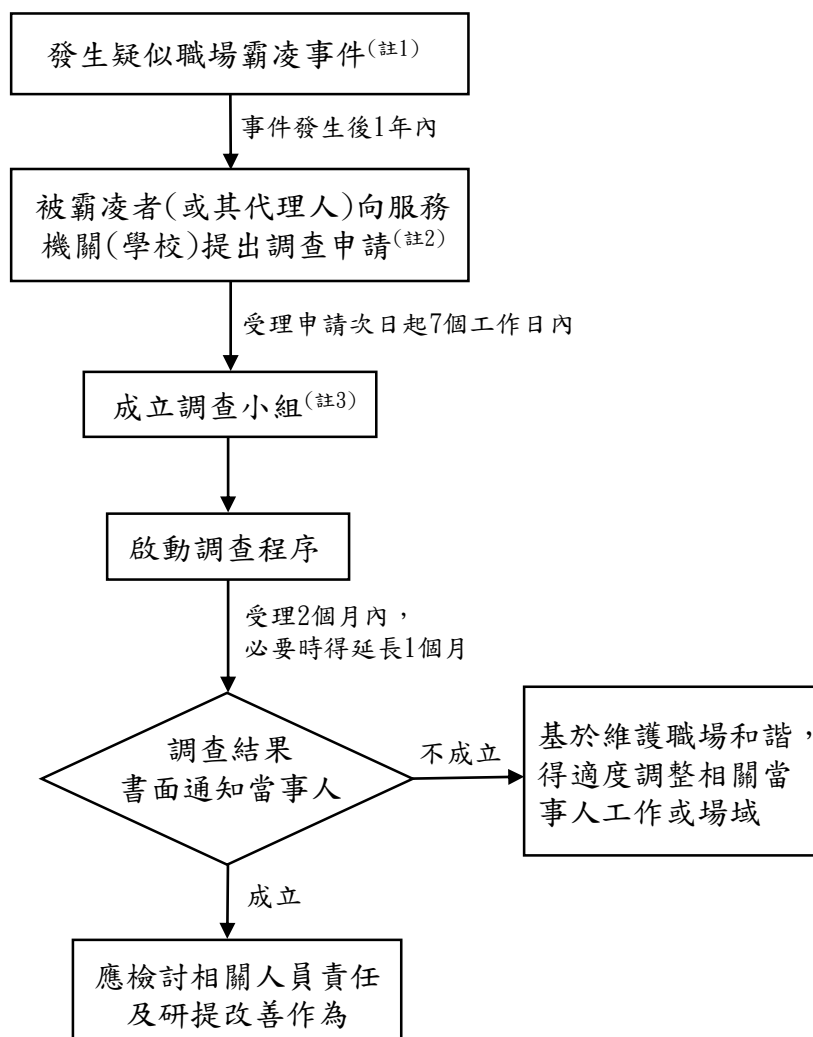 發生疑似職場霸凌事件(註1)
事件發生後1年內
被霸凌者(或其代理人)向服務
機關(學校)提出調查申請(註2)
受理申請次日起7個工作日內
成立調查小組(註3)
啟動調查程序
受理2個月內，
必要時得延長1個月
調查結果
書面通知當事人
不成立
基於維護職場和諧，
得適度調整相關當
事人工作或場域
成立
應檢討相關人員責任
及研提改善作為